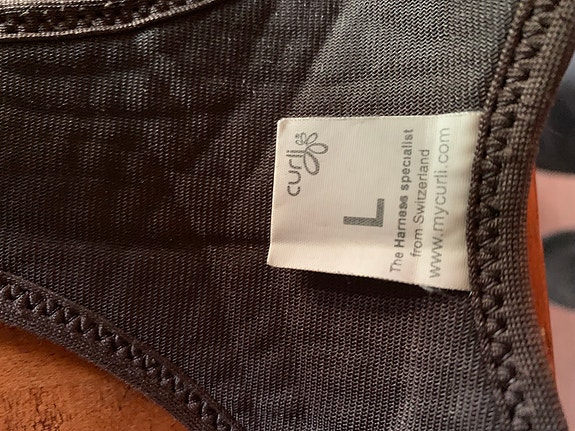 curli
L
The Harness specialist
from Switzerland
www.mycurli.com